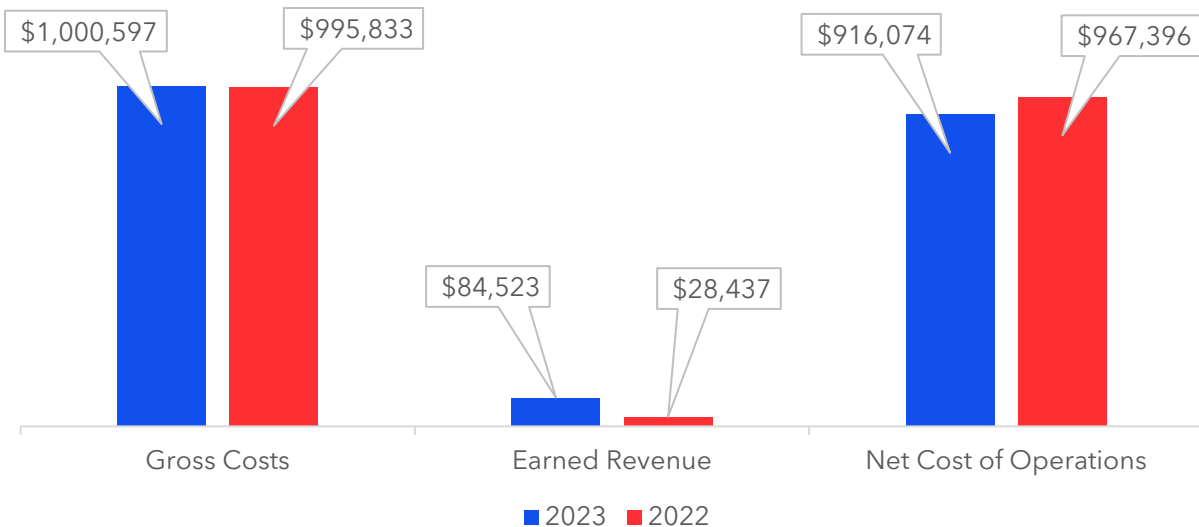 $1,000,597
$995,833
$916,074
$967,396
$84,523
$28,437
Gross Costs
Earned Revenue
Net Cost of Operations
2023
2022